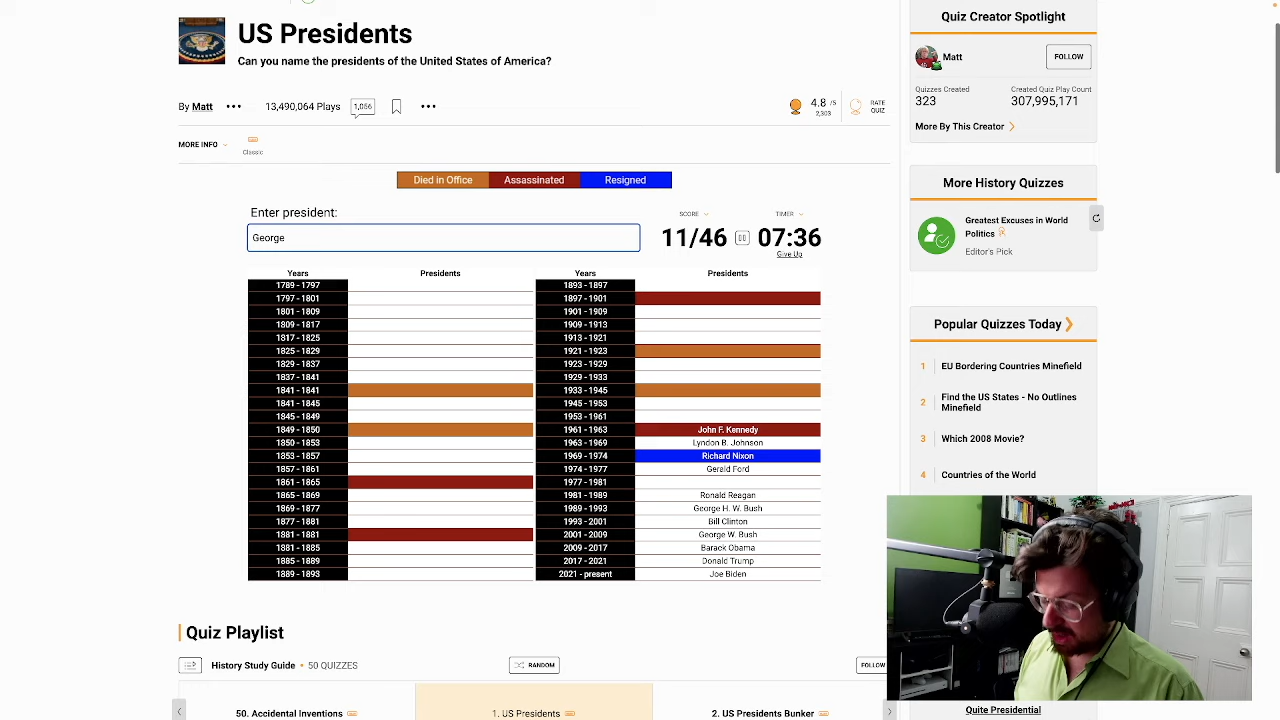 US Presidents
Can you name the presidents of the United States of America?
By Matt ••• 13,490,064 Plays 1,056 •••
4.8 /5
2,303
RATE QUIZ
MORE INFO
Classic
Died in Office Assassinated Resigned
Enter president:
George
SCORE
11/46
TIMER
07:36
Give Up
Years Presidents Years Presidents
1789 - 1797 1893 - 1897
1797 - 1801 1897 - 1901
1801 - 1809 1901 - 1909
1809 - 1817 1909 - 1913
1817 - 1825 1913 - 1921
1825 - 1829 1921 - 1923
1829 - 1837 1923 - 1929
1837 - 1841 1929 - 1933
1841 - 1841 1933 - 1945
1841 - 1845 1945 - 1953
1845 - 1849 1953 - 1961
1849 - 1850 1961 - 1963 John F. Kennedy
1850 - 1853 1963 - 1969 Lyndon B. Johnson
1853 - 1857 1969 - 1974 Richard Nixon
1857 - 1861 1974 - 1977 Gerald Ford
1861 - 1865 1977 - 1981
1865 - 1869 1981 - 1989 Ronald Reagan
1869 - 1877 1989 - 1993 George H. W. Bush
1877 - 1881 1993 - 2001 Bill Clinton
1881 - 1881 2001 - 2009 George W. Bush
1881 - 1885 2009 - 2017 Barack Obama
1885 - 1889 2017 - 2021 Donald Trump
1889 - 1893 2021 - present Joe Biden
Quiz Playlist
History Study Guide • 50 QUIZZES
RANDOM
FOLLOW
50. Accidental Inventions
1. US Presidents
2. US Presidents Bunker
Quiz Creator Spotlight
Matt
FOLLOW
Quizzes Created
323
Created Quiz Play Count
307,995,171
More By This Creator
More History Quizzes
Greatest Excuses in World
Politics
Editor's Pick
Popular Quizzes Today
1 EU Bordering Countries Minefield
2 Find the US States - No Outlines
Minefield
3 Which 2008 Movie?
4 Countries of the World
Quite Presidential